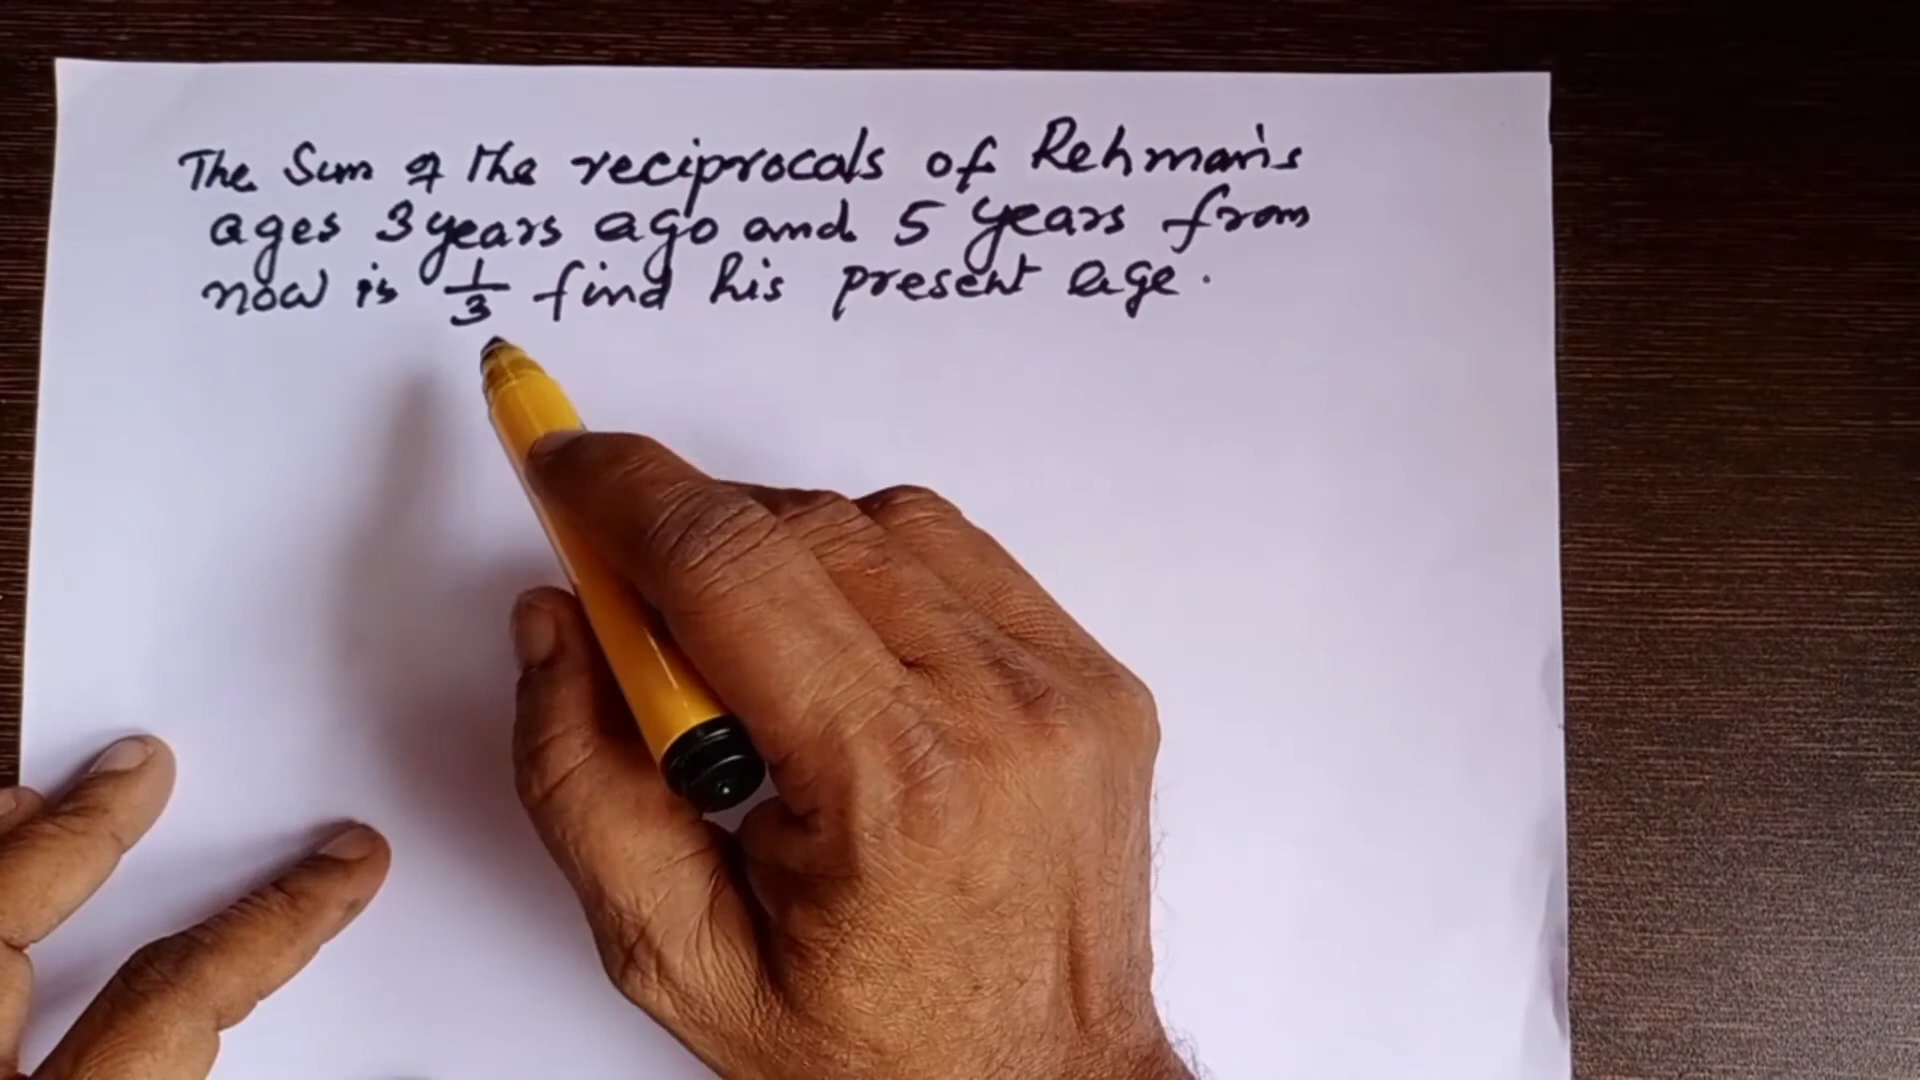 The Sum of the reciprocals of Rehman's
ages 3 years ago and 5 years from
now is 1/3 find his present age.